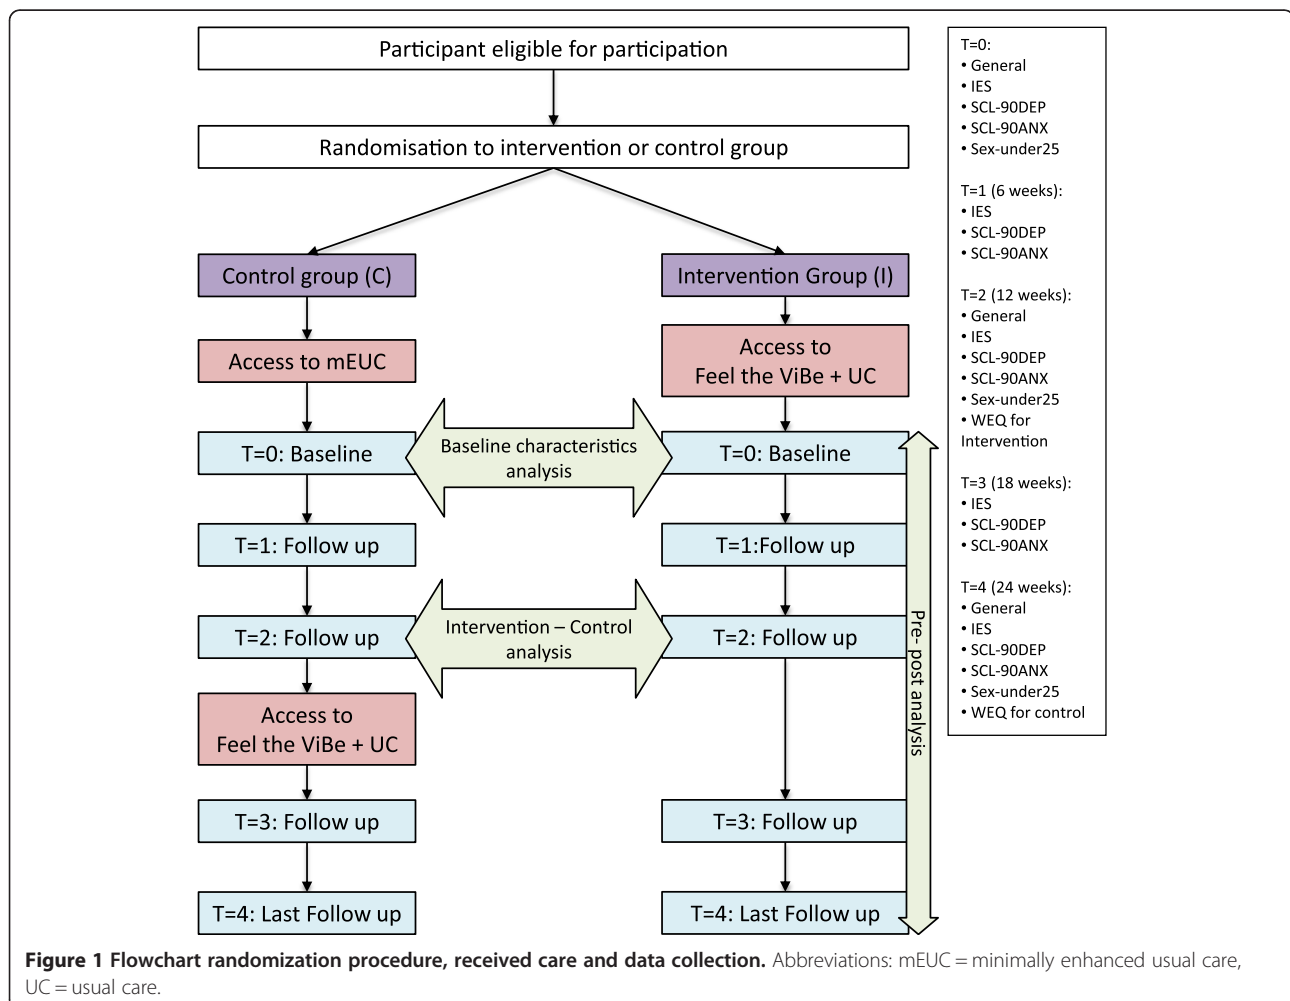 Participant eligible for participation
Randomisation to intervention or control group
Control group (C)
Access to mEUC
T=0: Baseline
T=1: Follow up
T=2: Follow up
Access to
Feel the ViBe + UC
T=3: Follow up
T=4: Last Follow up
Baseline characteristics
analysis
Intervention – Control
analysis
Intervention Group (I)
Access to
Feel the ViBe + UC
T=0: Baseline
T=1:Follow up
T=2: Follow up
T=3: Follow up
T=4: Last Follow up
Pre- post analysis
T=0:
• General
• IES
• SCL-90DEP
• SCL-90ANX
• Sex-under25
T=1 (6 weeks):
• IES
• SCL-90DEP
• SCL-90ANX
T=2 (12 weeks):
• General
• IES
• SCL-90DEP
• SCL-90ANX
• Sex-under25
• WEQ for
Intervention
T=3 (18 weeks):
• IES
• SCL-90DEP
• SCL-90ANX
T=4 (24 weeks):
• General
• IES
• SCL-90DEP
• SCL-90ANX
• Sex-under25
• WEQ for control
Figure 1 Flowchart randomization procedure, received care and data collection. Abbreviations: mEUC = minimally enhanced usual care,
UC = usual care.